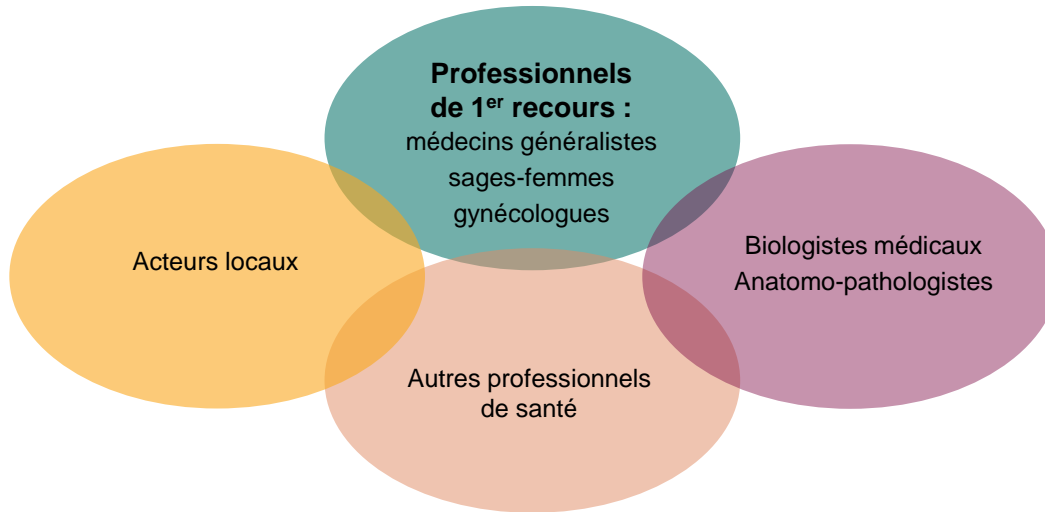 Professionnels
de 1er recours :
médecins généralistes
sages-femmes
gynécologues
Acteurs locaux
Biologistes médicaux
Anatomo-pathologistes
Autres professionnels
de santé